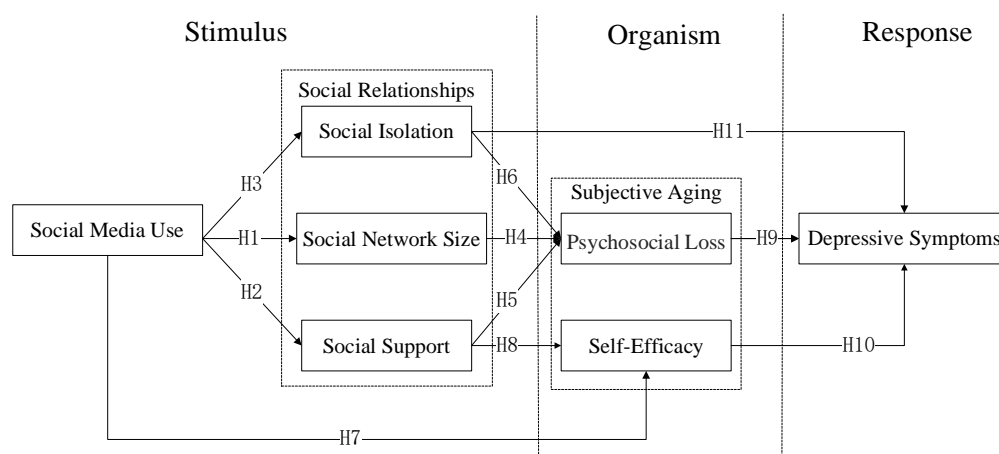 Stimulus
Organism
Response
Social Relationships
Social Isolation
H11
H3
H6
Subjective Aging
Social Media Use
H1
Social Network Size
H4
Psychosocial Loss
H9
Depressive Symptoms
H2
H5
Social Support
H8
Self-Efficacy
H10
H7